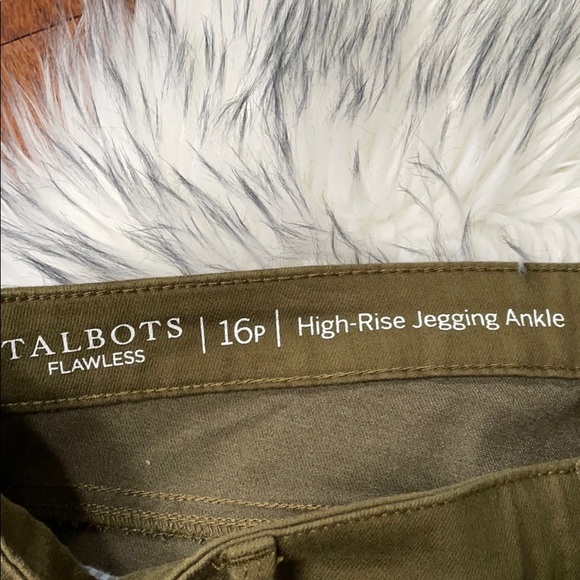 TALBOTS
FLAWLESS
| 16P |
High-Rise Jegging Ankle